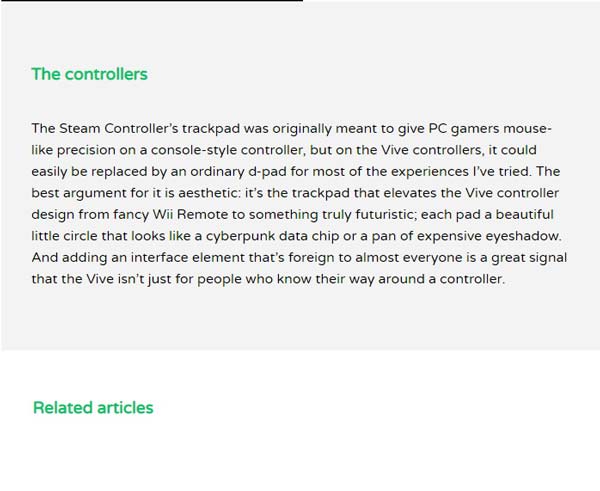 The controllers
The Steam Controller's trackpad was originally meant to give PC gamers mouse-
like precision on a console-style controller, but on the Vive controllers, it could
easily be replaced by an ordinary d-pad for most of the experiences I've tried. The
best argument for it is aesthetic: it's the trackpad that elevates the Vive controller
design from fancy Wii Remote to something truly futuristic; each pad a beautiful
little circle that looks like a cyberpunk data chip or a pan of expensive eyeshadow.
And adding an interface element that's foreign to almost everyone is a great signal
that the Vive isn't just for people who know their way around a controller.
Related articles